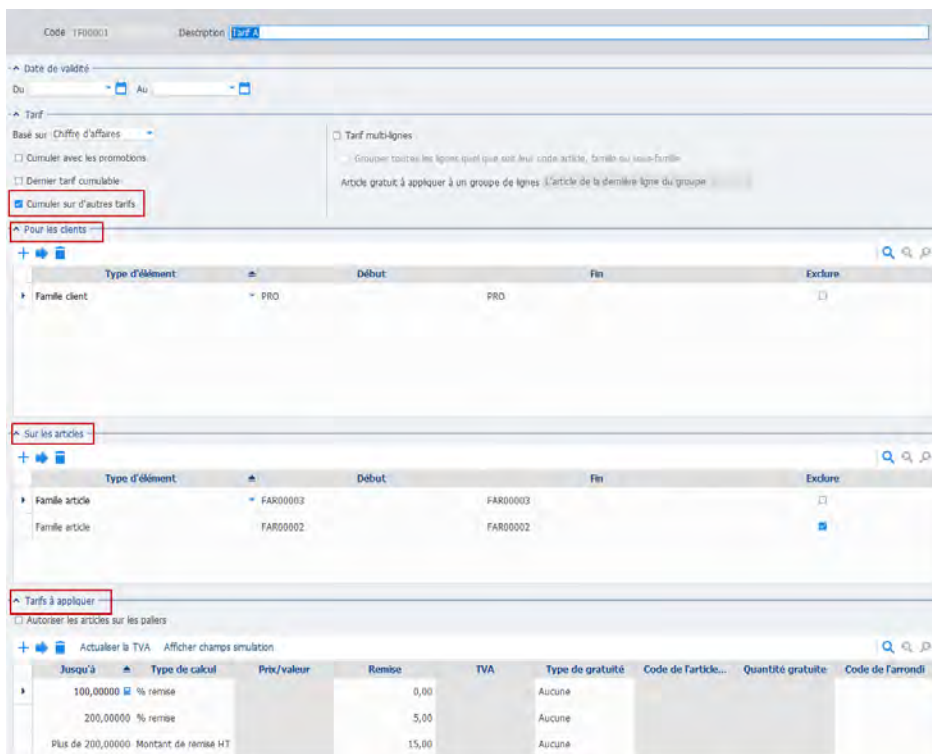 Code TF00001 Description Tarif A
Date de validité
Du Au
Tarif
Basé sur Chiffre d'affaires Tarif multi-lignes
Cumuler avec les promotions Grouper toutes les lignes quel que soit leur code article, famille ou sous-famille
Dernier tarif cumulable Article gratuit à appliquer à un groupe de lignes L'article de la dernière ligne du groupe
Cumuler sur d'autres tarifs
Pour les clients
Type d'élément Début Fin Exclure
Famille client PRO PRO
Sur les articles
Type d'élément Début Fin Exclure
Famille article FAR00003 FAR00003
Famille article FAR00002 FAR00002
Tarifs à appliquer
Autoriser les articles sur les paliers
Actualiser la TVA Afficher champs simulation
Jusqu'à Type de calcul Prix/valeur Remise TVA Type de gratuité Code de l'article... Quantité gratuite Code de l'arrondi
100,00000 % remise 0,00 Aucune
200,00000 % remise 5,00 Aucune
Plus de 200,00000 Montant de remise HT 15,00 Aucune